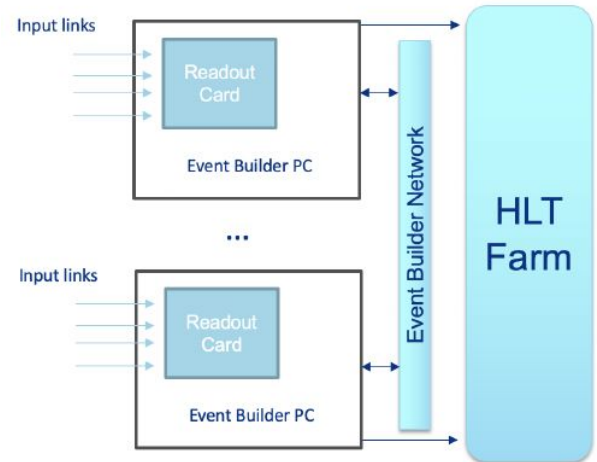 Input links
Readout
Card
Event Builder PC
...
Input links
Readout
Card
Event Builder PC
Event Builder Network
HLT
Farm